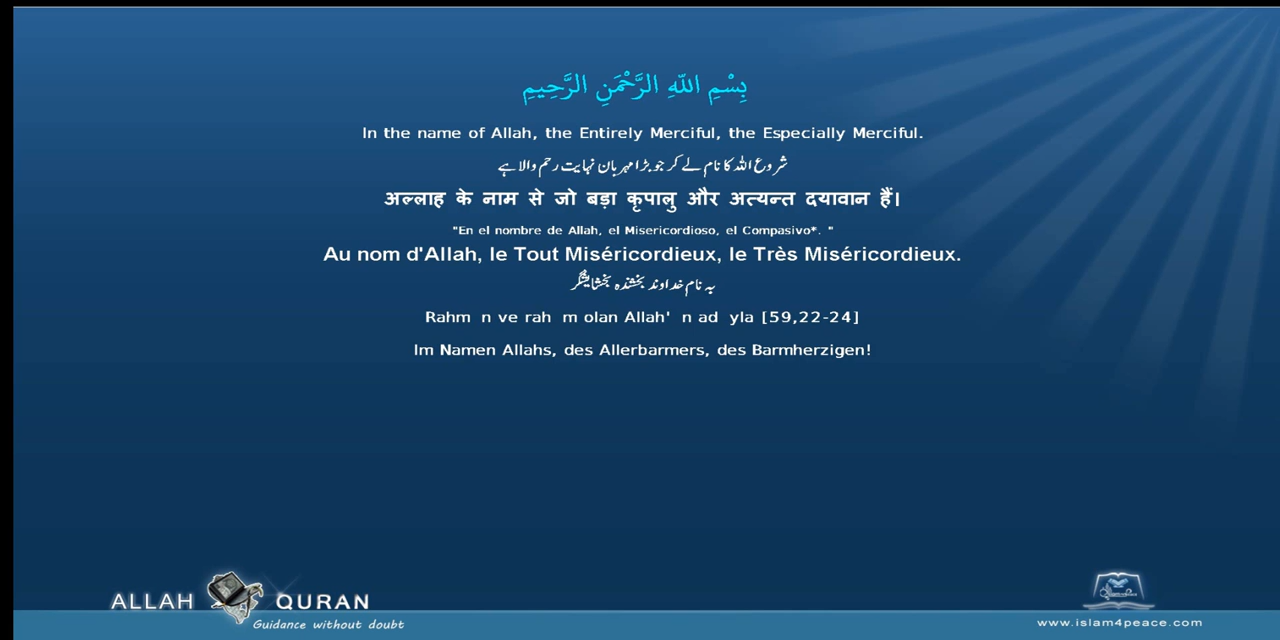 بِسْمِ اللَّهِ الرَّحْمَنِ الرَّحِيمِ
In the name of Allah, the Entirely Merciful, the Especially Merciful.
شروع الله کا نام لے کر جو بڑا مہربان نہایت رحم والا ہے
अल्लाह के नाम से जो बड़ा कृपालु और अत्यन्त दयावान हैं।
"En el nombre de Allah, el Misericordioso, el Compasivo*. "
Au nom d'Allah, le Tout Miséricordieux, le Très Miséricordieux.
به نام خداوند بخشنده بخشایشگر
Rahm n ve rah m olan Allah' n ad yla [59,22-24]
Im Namen Allahs, des Allerbarmers, des Barmherzigen!
ALLAH QURAN
Guidance without doubt
www.islam4peace.com